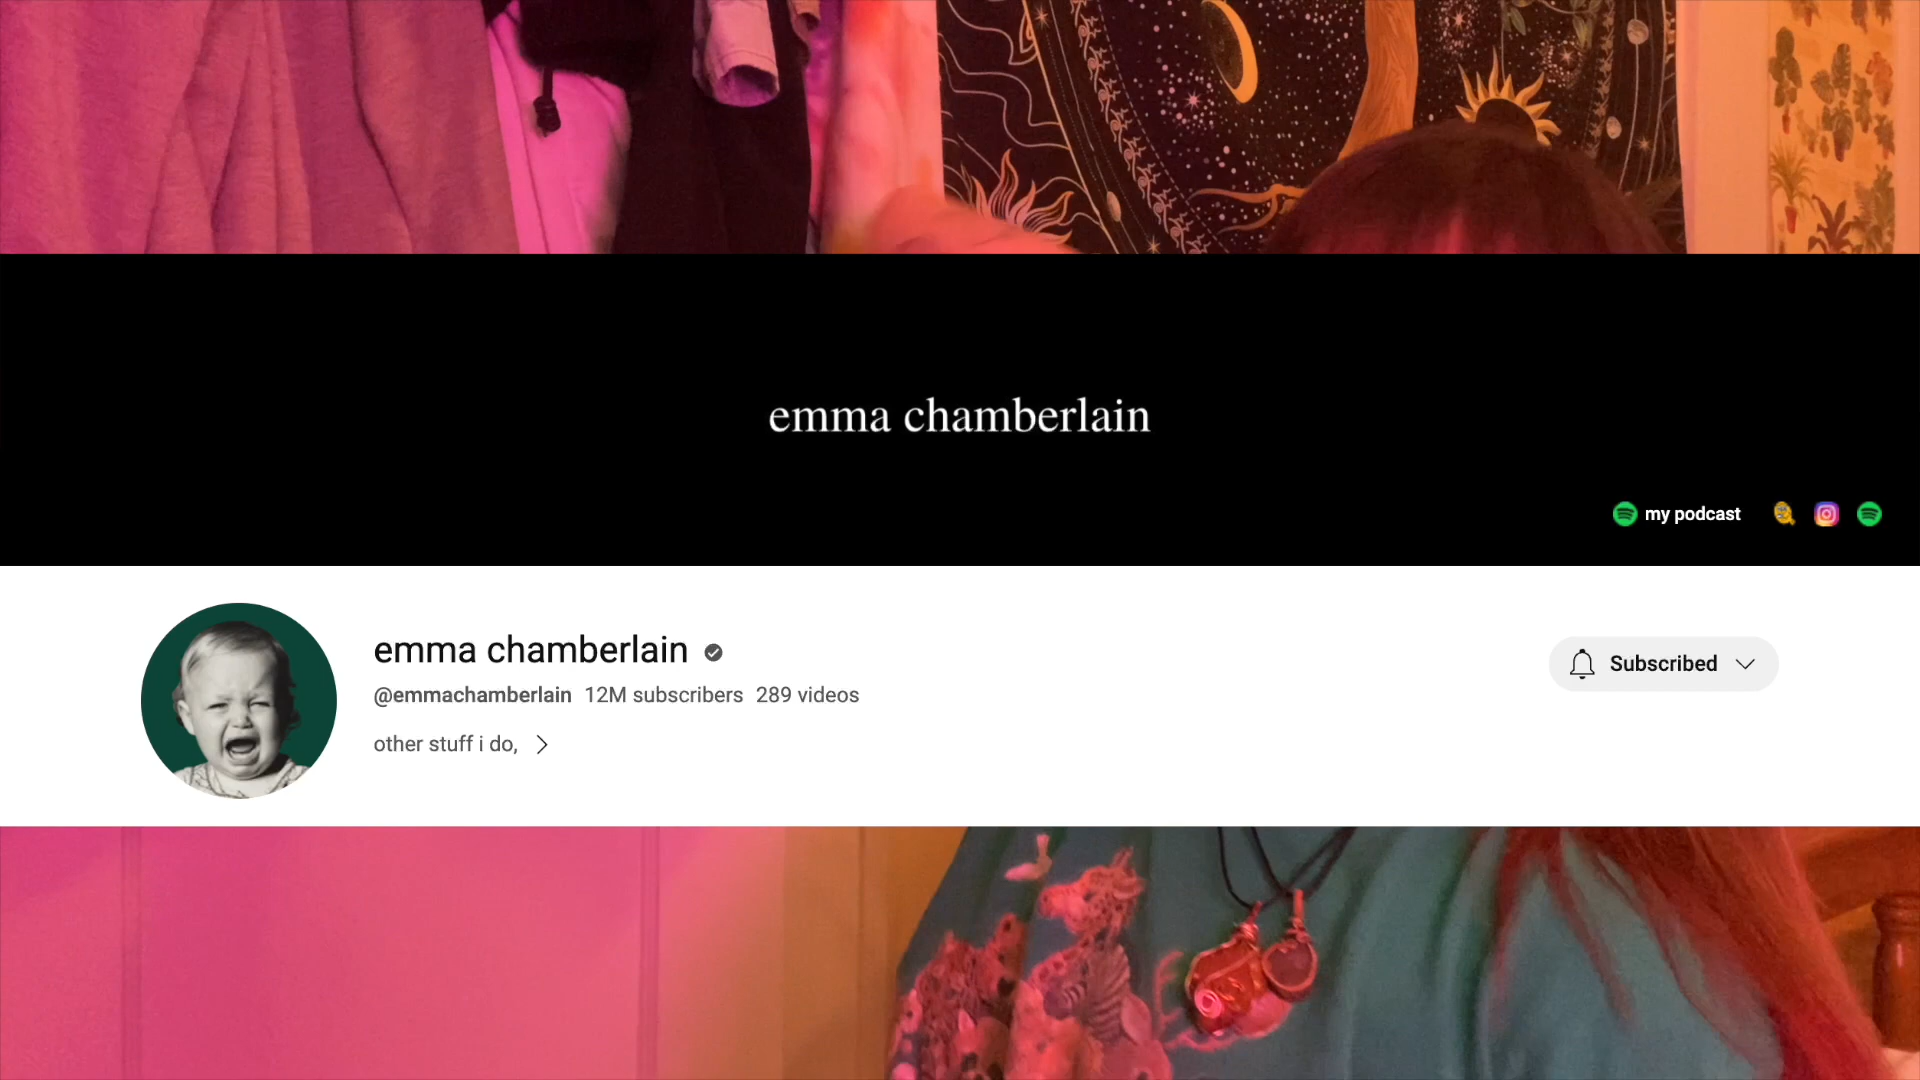 emma chamberlain
my podcast
emma chamberlain
@emmachamberlain 12M subscribers 289 videos
other stuff i do,
Subscribed